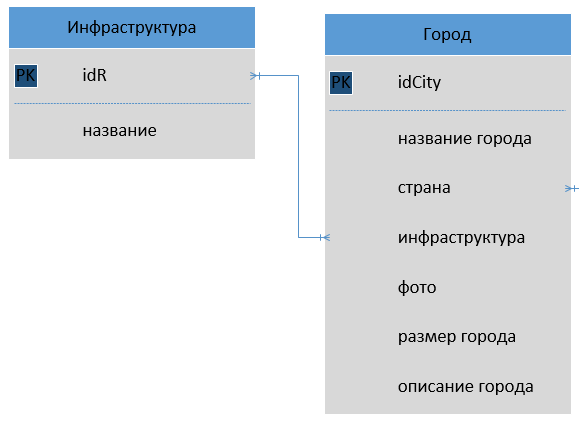 Инфраструктура
PK idR
название
Город
PK idCity
название города
страна
инфраструктура
фото
размер города
описание города